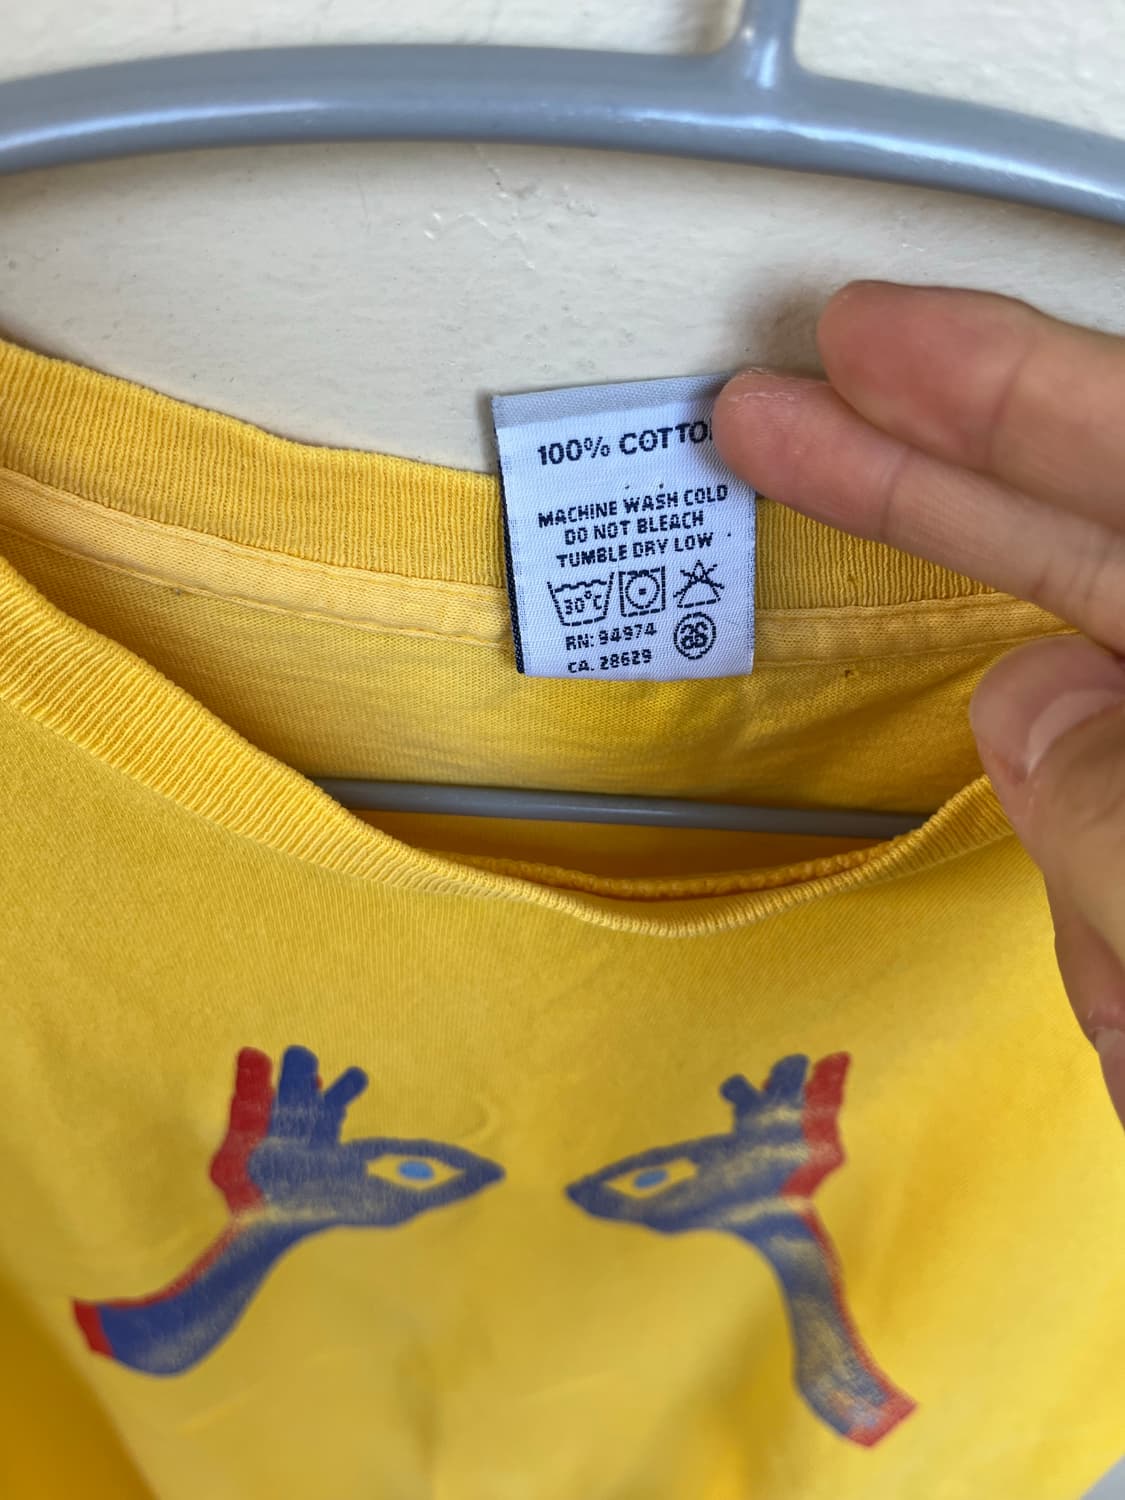 100% COTTO
MACHINE WASH COLD
DO NOT BLEACH
TUMBLE DRY LOW
30°C
RN: 94974
CA. 28629